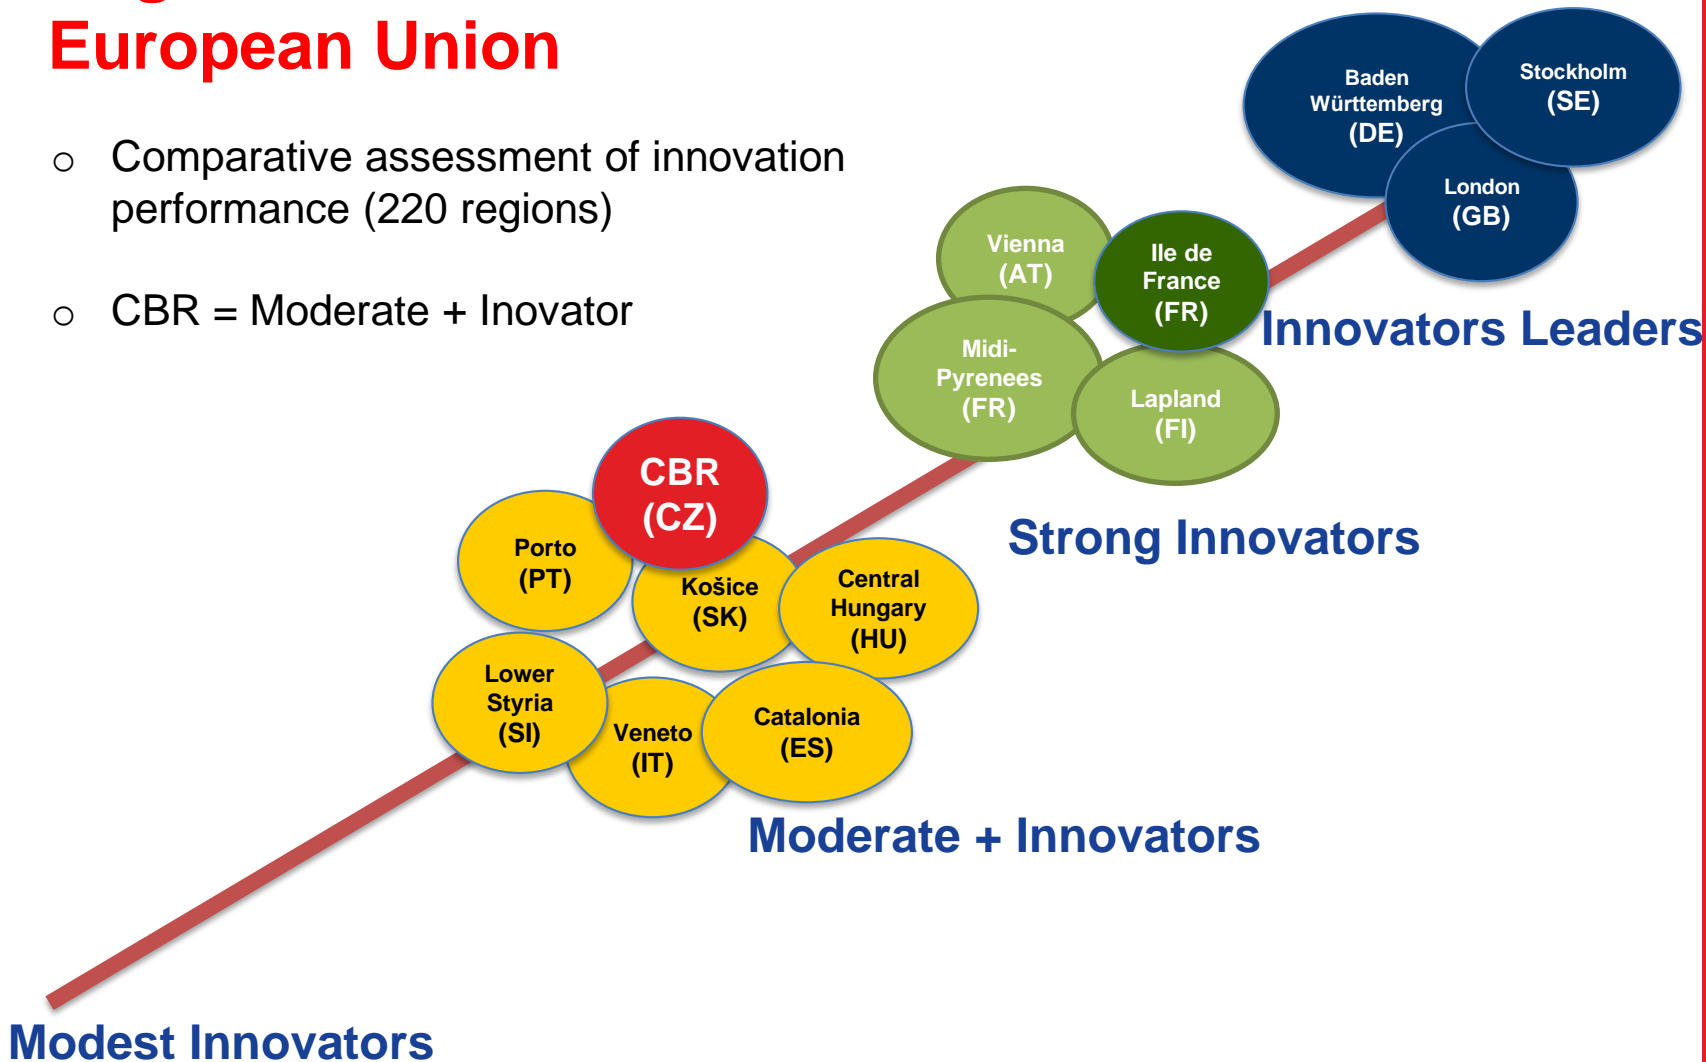 European Union
o Comparative assessment of innovation
performance (220 regions)
o CBR = Moderate + Inovator
Baden
Württemberg
(DE)
Stockholm
(SE)
London
(GB)
Innovators Leaders
Vienna
(AT)
Ile de
France
(FR)
Midi-
Pyrenees
(FR)
Lapland
(FI)
Strong Innovators
CBR
(CZ)
Porto
(PT)
Košice
(SK)
Central
Hungary
(HU)
Lower
Styria
(SI)
Veneto
(IT)
Catalonia
(ES)
Moderate + Innovators
Modest Innovators